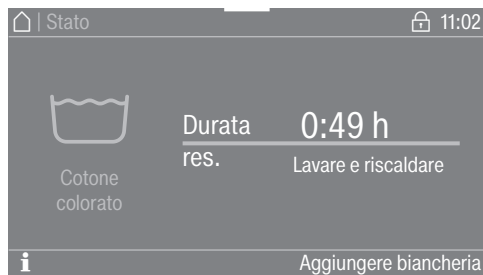 | Stato 11:02
Durata 0:49 h
res. Lavare e riscaldare
Cotone
colorato
i Aggiungere biancheria